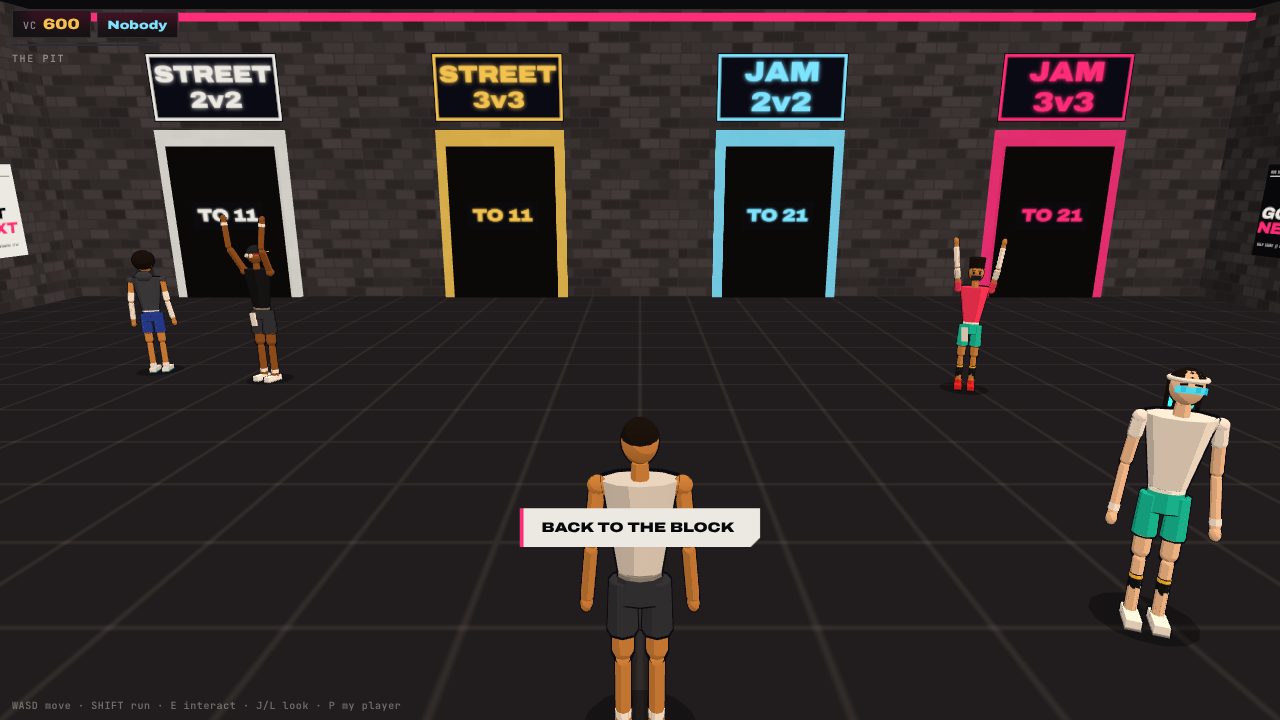 VC 600
Nobody
THE PIT
STREET
2v2
STREET
3v3
JAM
2v2
JAM
3v3
TO 11
TO 11
TO 21
TO 21
BACK TO THE BLOCK
WASD move · SHIFT run · E interact · J/L look · P my player